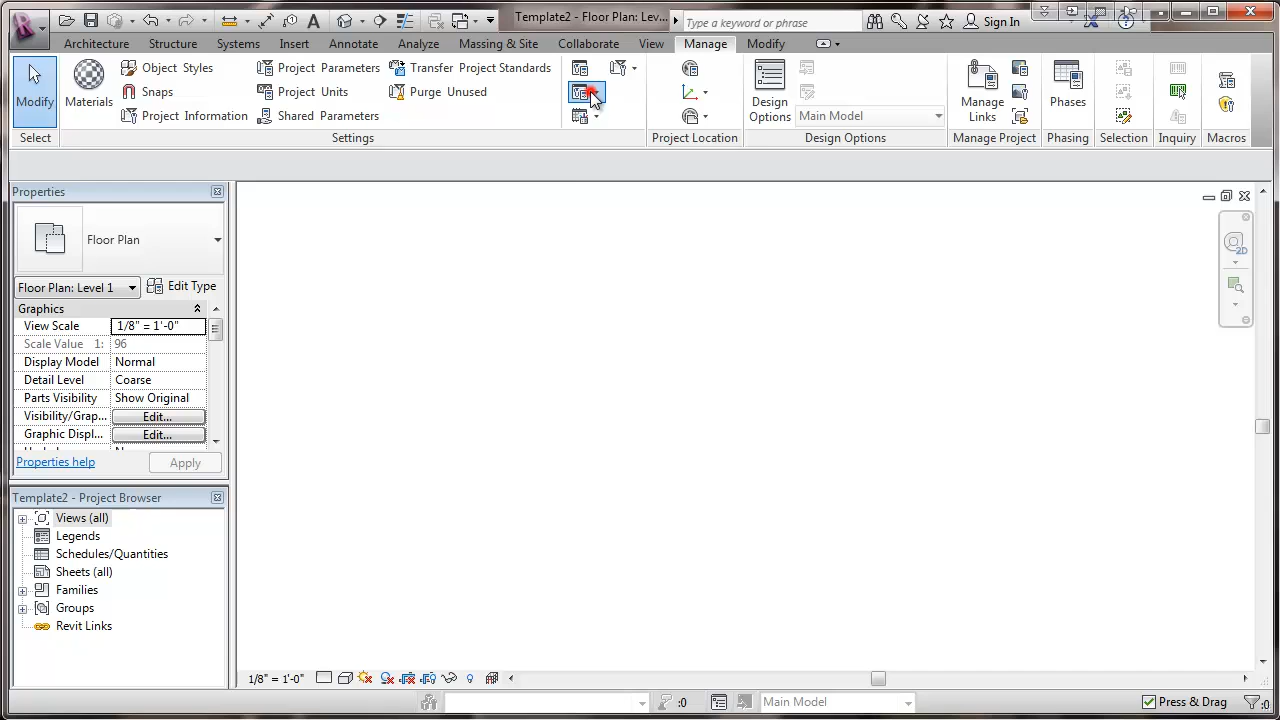 Template2 - Floor Plan: Lev...
Type a keyword or phrase
Sign In
Architecture
Structure
Systems
Insert
Annotate
Analyze
Massing & Site
Collaborate
View
Manage
Modify
Modify
Select
Materials
Object Styles
Snaps
Project Information
Project Parameters
Project Units
Shared Parameters
Transfer Project Standards
Purge Unused
Settings
Project Location
Design
Options
Main Model
Design Options
Manage
Links
Manage Project
Phases
Phasing
Selection
Inquiry
Macros
Properties
Floor Plan
Floor Plan: Level 1
Edit Type
Graphics
View Scale
1/8" = 1'-0"
Scale Value 1:
96
Display Model
Normal
Detail Level
Coarse
Parts Visibility
Show Original
Visibility/Grap...
Edit...
Graphic Displ...
Edit...
Properties help
Apply
Template2 - Project Browser
Views (all)
Legends
Schedules/Quantities
Sheets (all)
Families
Groups
Revit Links
2D
1/8" = 1'-0"
:0
Main Model
Press & Drag
:0